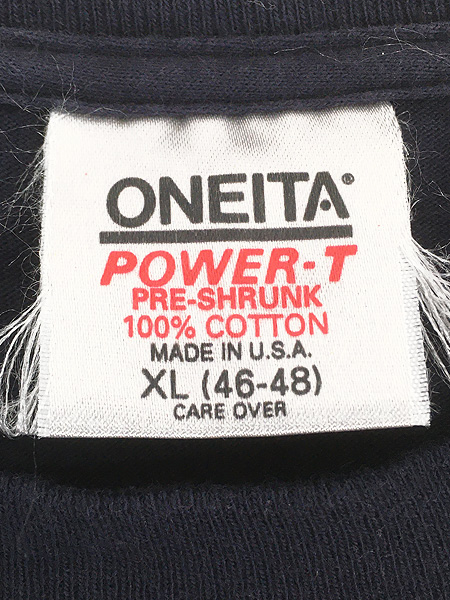 ONEITA®
POWER-T
PRE-SHRUNK
100% COTTON
MADE IN U.S.A.
XL (46-48)
CARE OVER